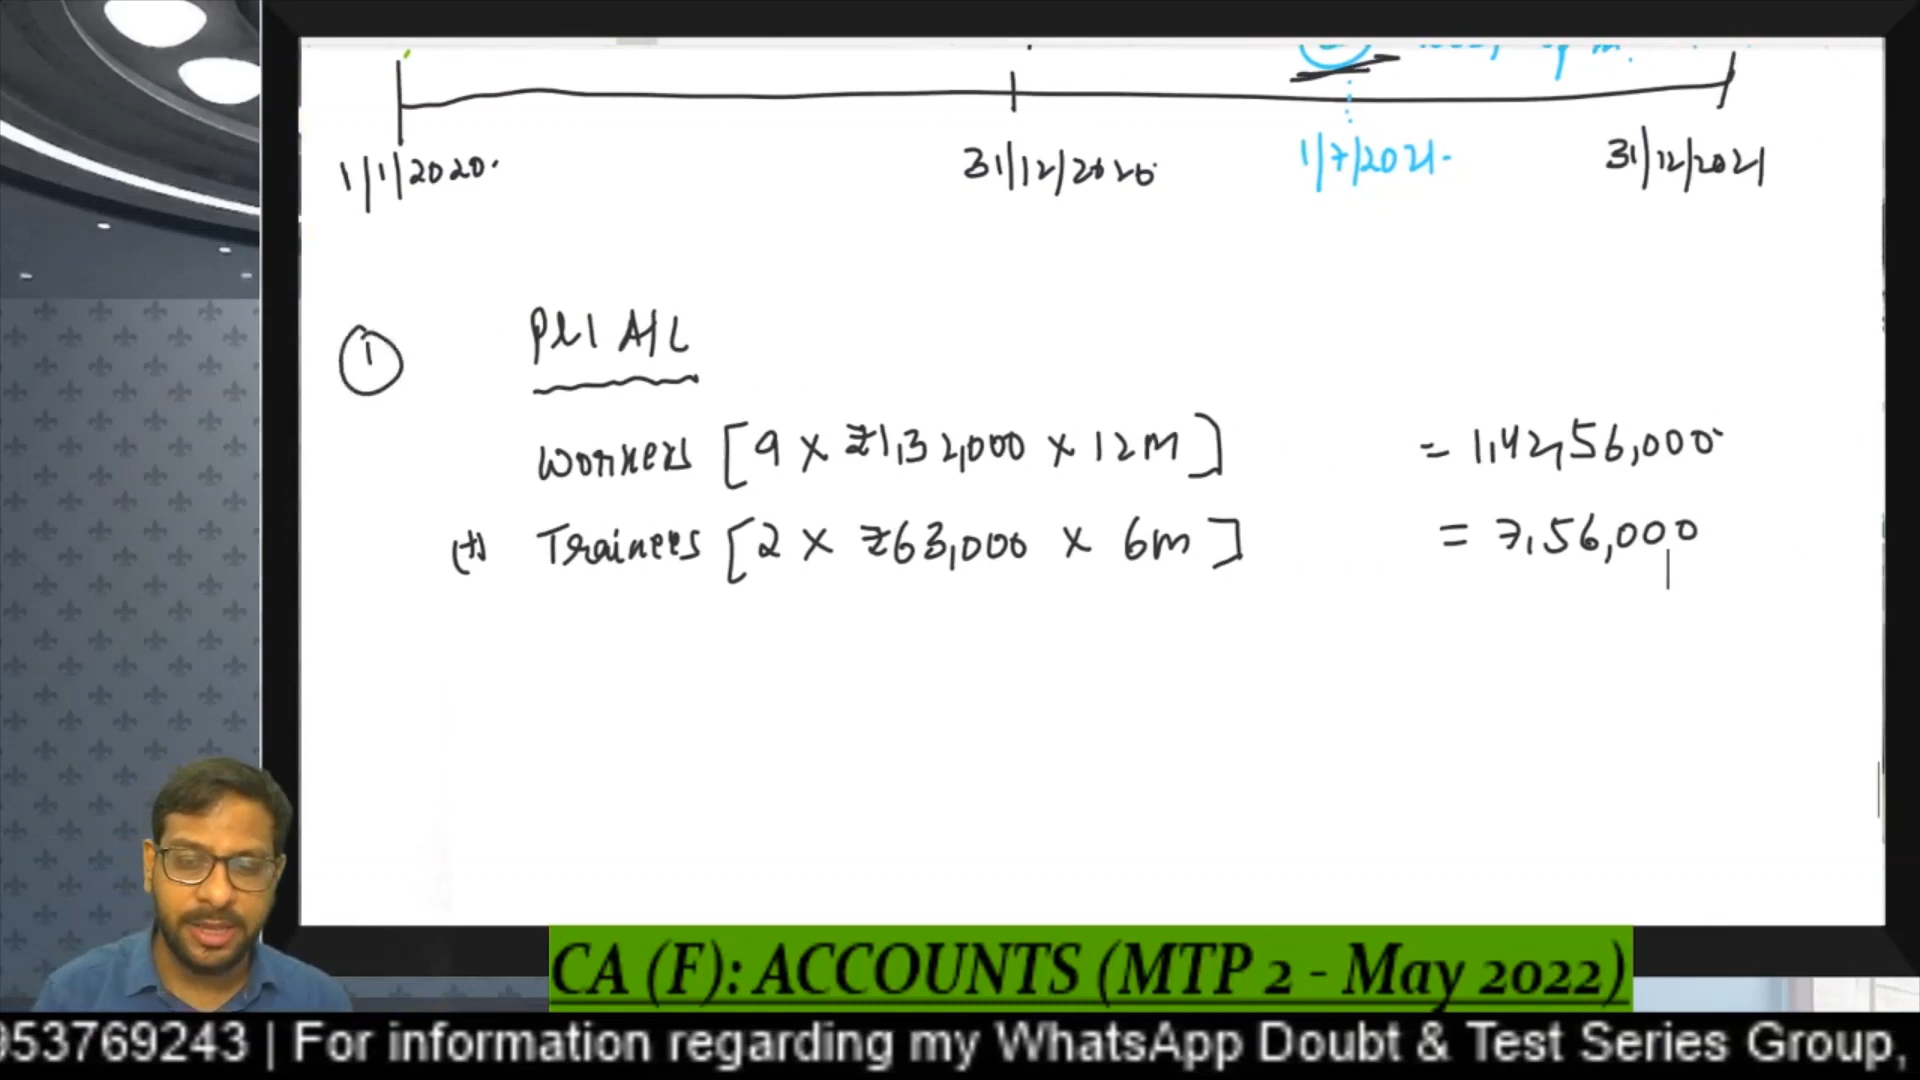 1/1/2020.
31/12/2020.
1/7/2021.
31/12/2021
1
P&L A/C
Workers [9 × ₹1,32,000 × 12m] = 1,42,56,000
(+) Trainees [2 × ₹63,000 × 6m] = 7,56,000
CA (F): ACCOUNTS (MTP 2 - May 2022)
953769243 | For information regarding my WhatsApp Doubt & Test Series Group,